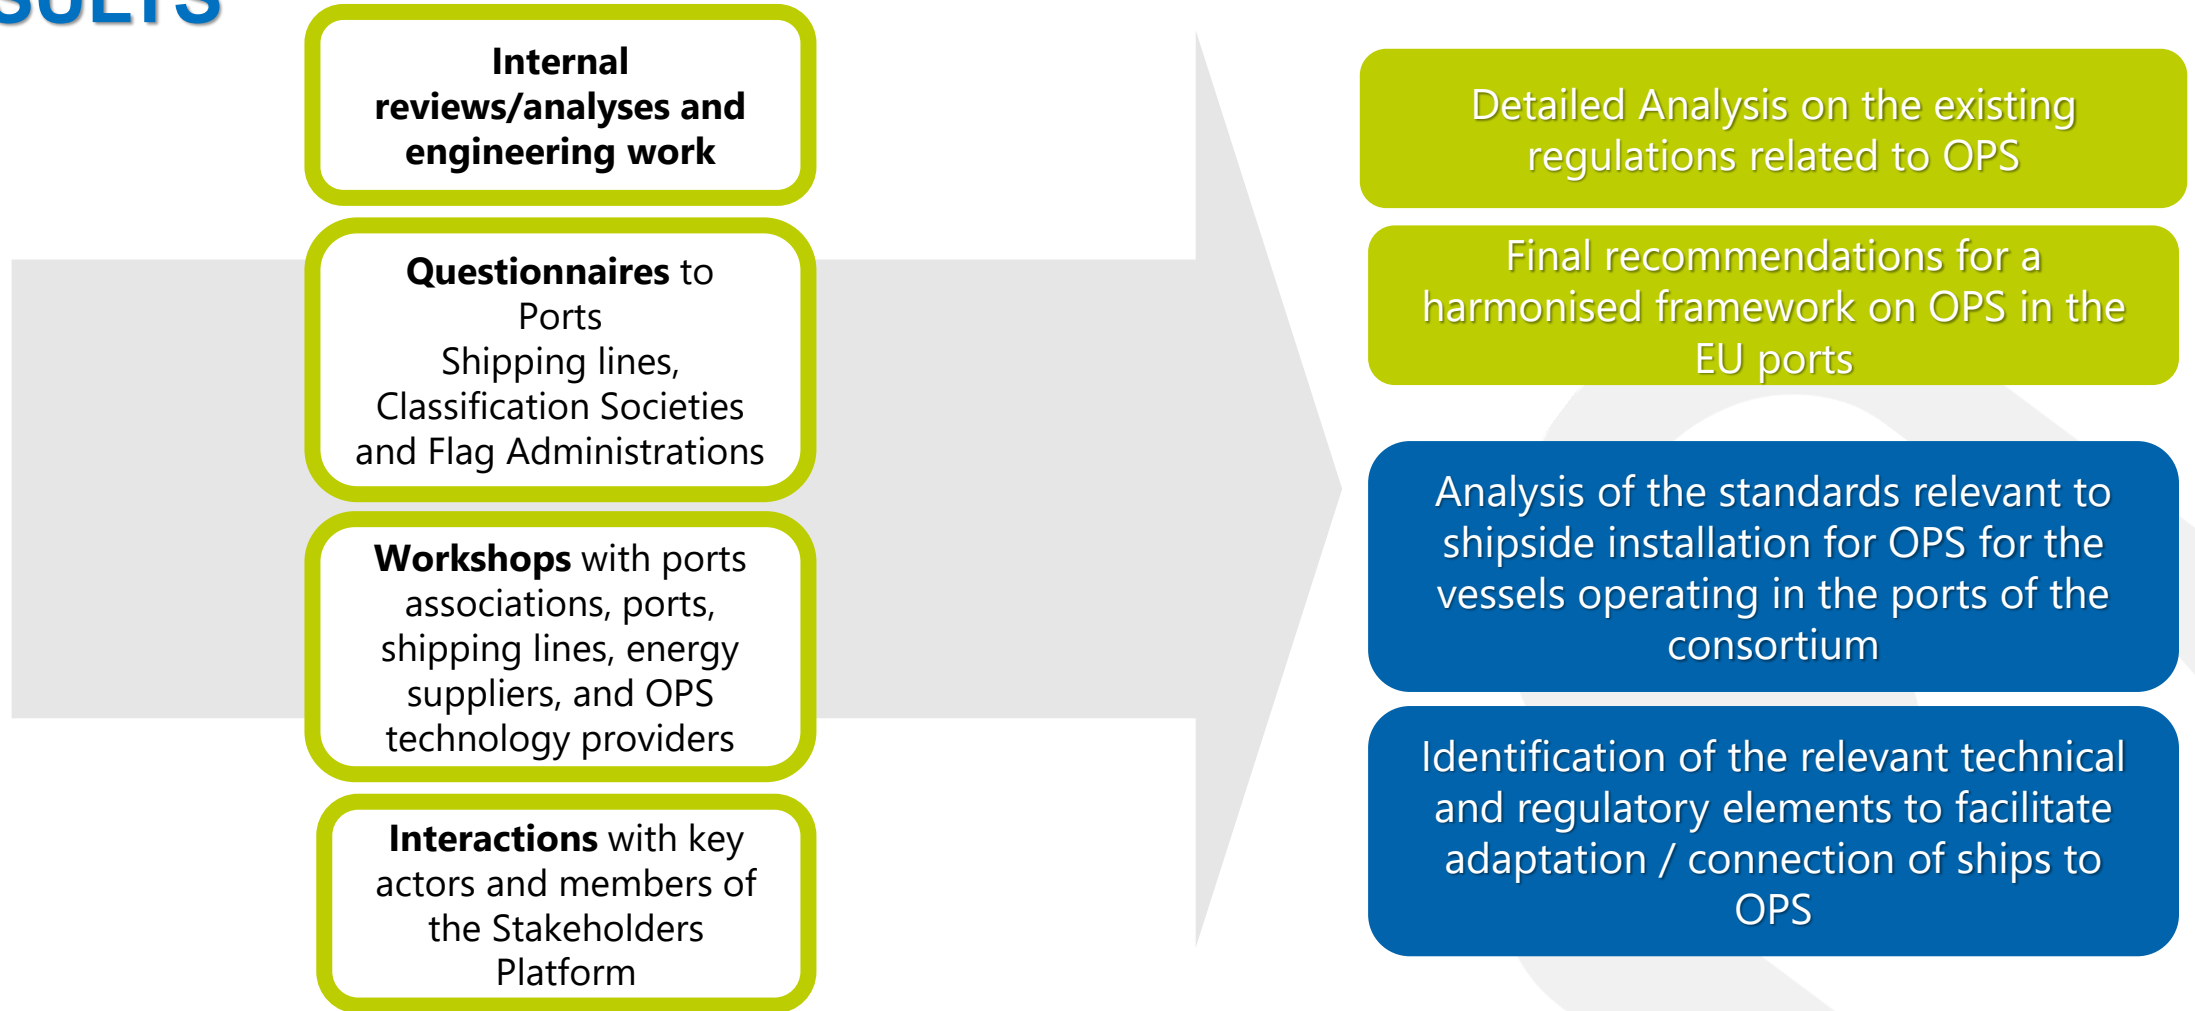 SULTS
Internal
reviews/analyses and
engineering work
Questionnaires to
Ports
Shipping lines,
Classification Societies
and Flag Administrations
Workshops with ports
associations, ports,
shipping lines, energy
suppliers, and OPS
technology providers
Interactions with key
actors and members of
the Stakeholders
Platform
Detailed Analysis on the existing
regulations related to OPS
Final recommendations for a
harmonised framework on OPS in the
EU ports
Analysis of the standards relevant to
shipside installation for OPS for the
vessels operating in the ports of the
consortium
Identification of the relevant technical
and regulatory elements to facilitate
adaptation / connection of ships to
OPS